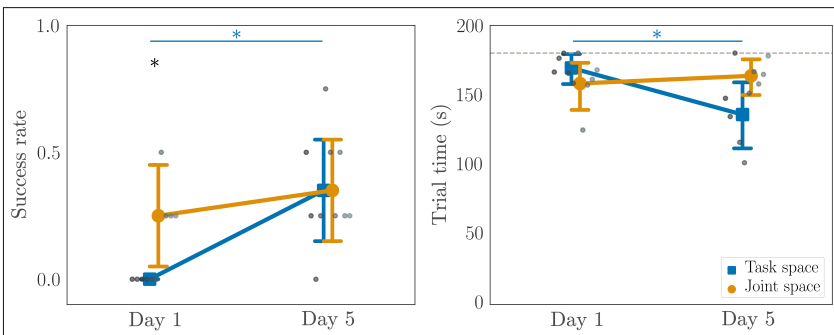 1.0
0.5
0.0
Success rate
*
*
Day 1
Day 5
200
150
100
50
0
Trial time (s)
*
Day 1
Day 5
Task space
Joint space